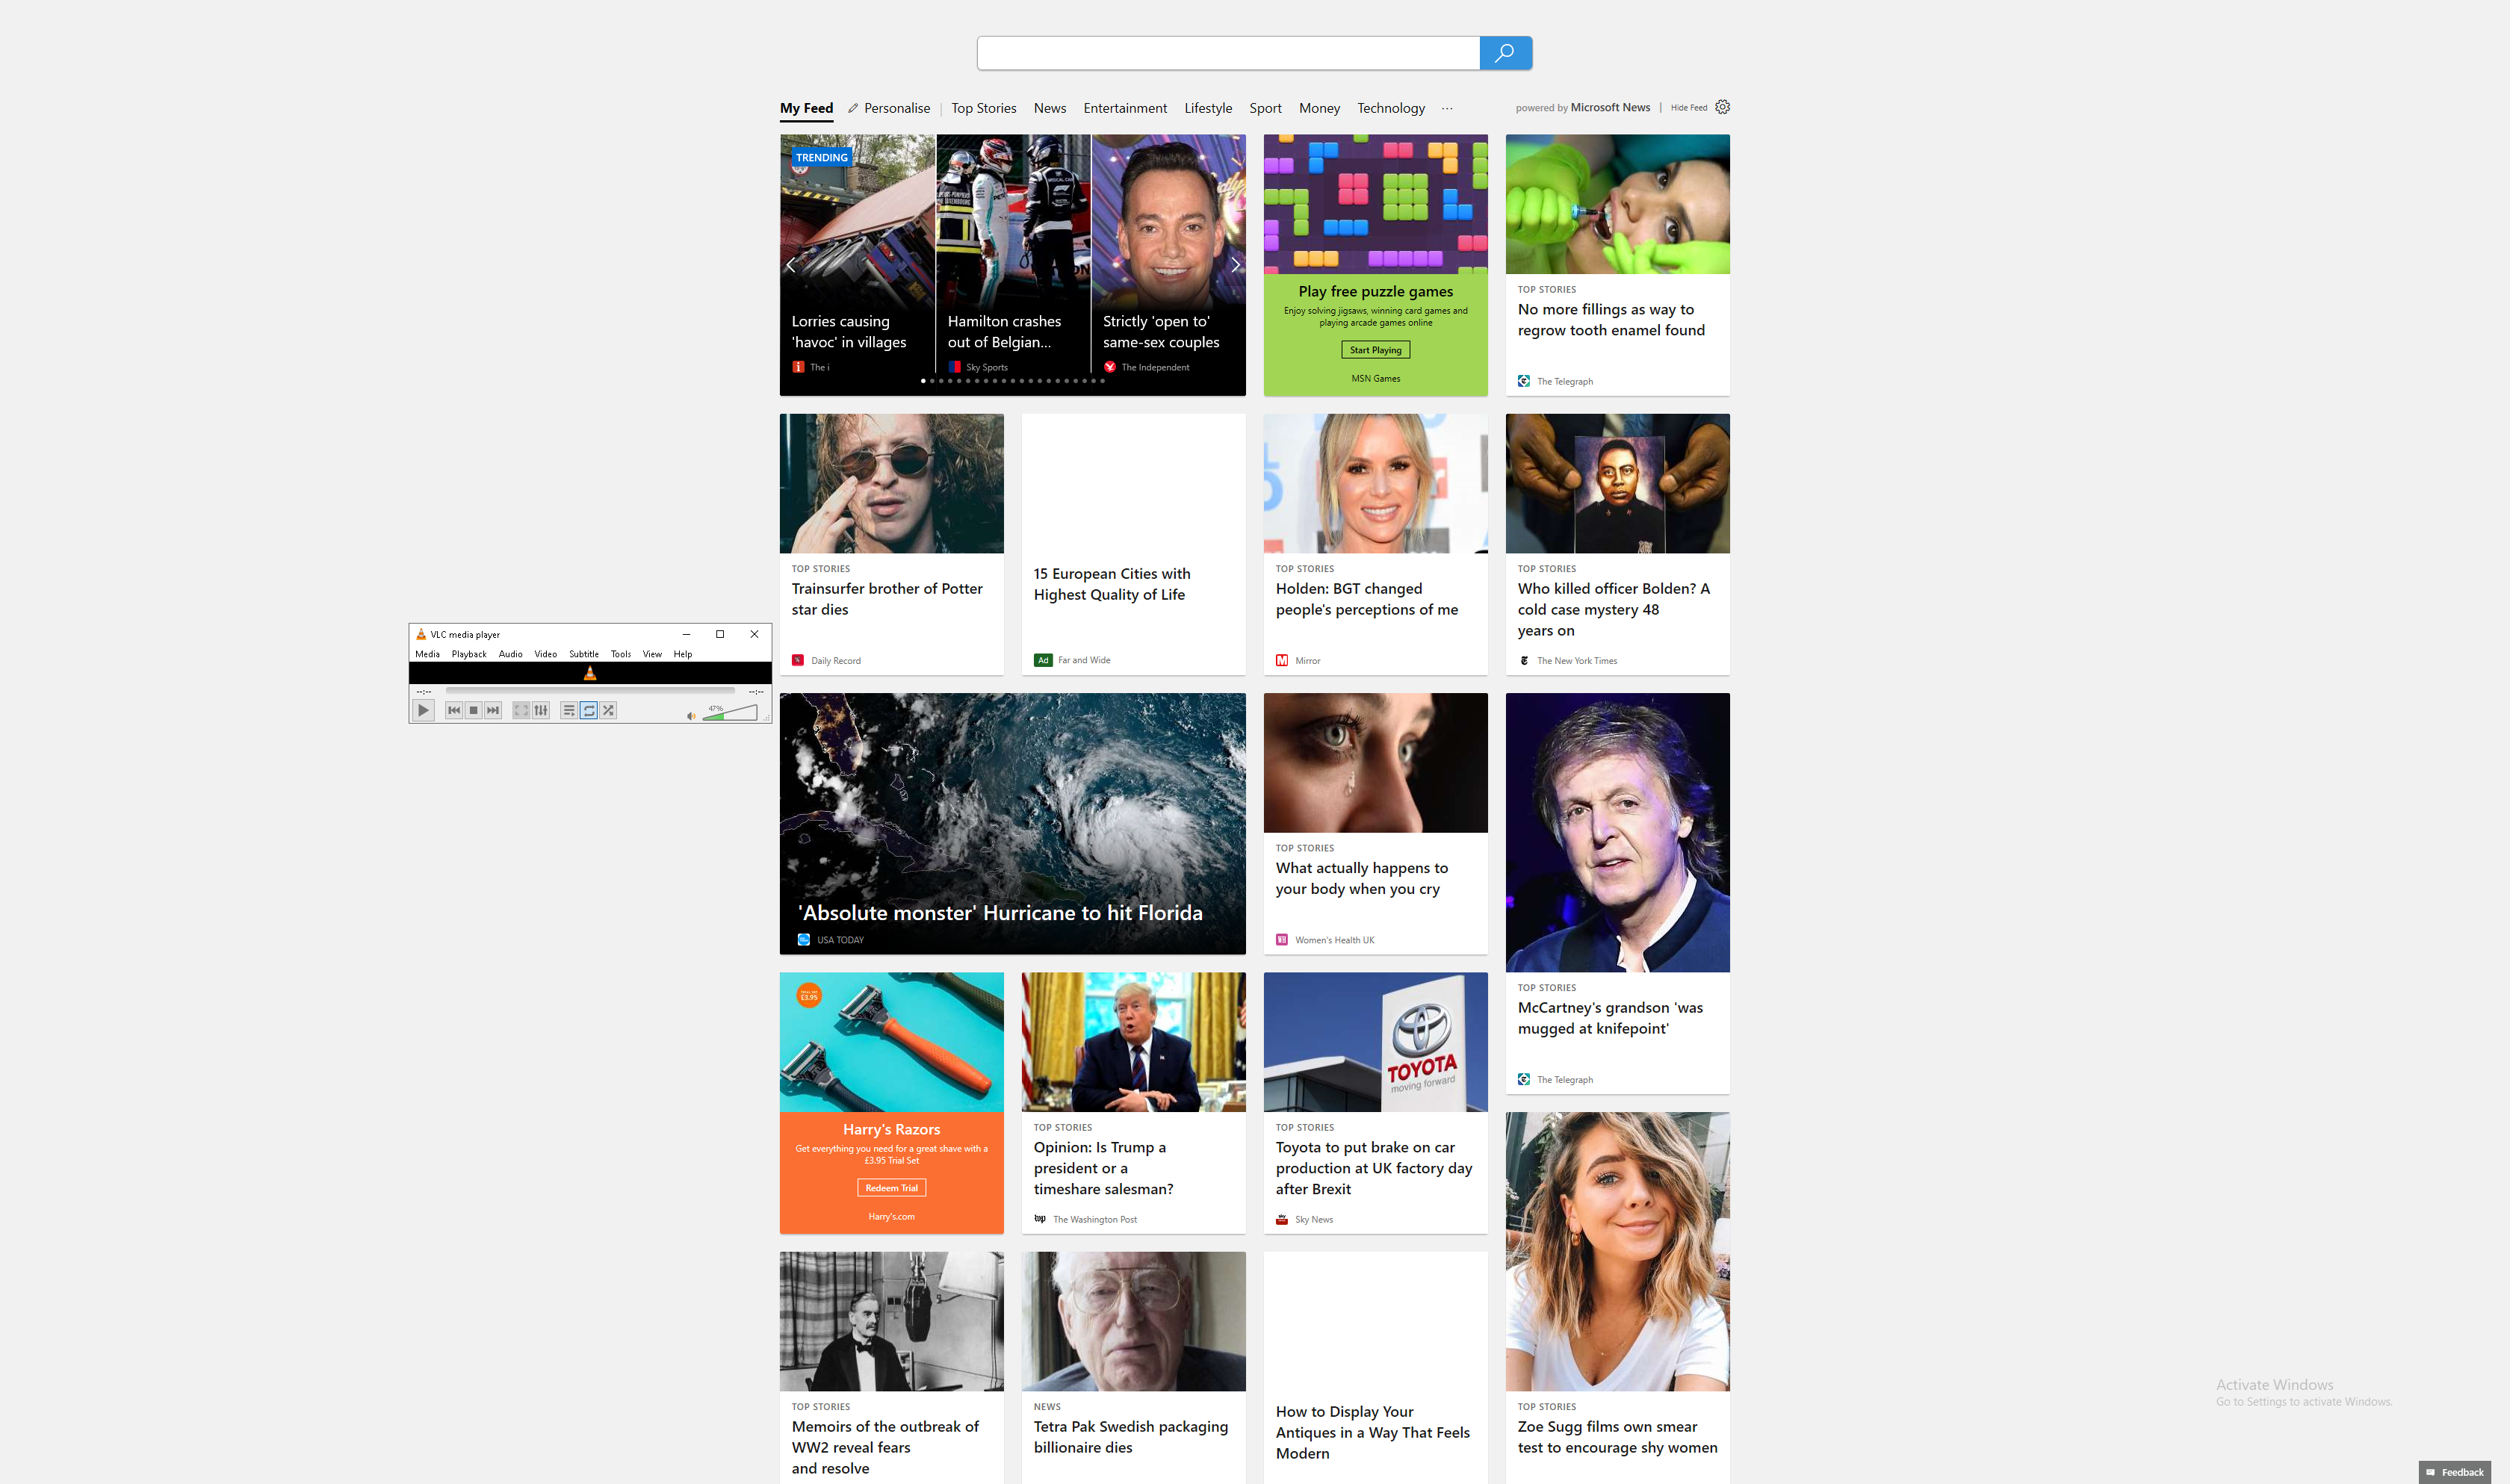 My Feed
Personalise
Top Stories
News
Entertainment
Lifestyle
Sport
Money
Technology
powered by Microsoft News
Hide Feed
TRENDING
Lorries causing
'havoc' in villages
The i
Hamilton crashes
out of Belgian...
Sky Sports
Strictly 'open to'
same-sex couples
The Independent
Play free puzzle games
Enjoy solving jigsaws, winning card games and
playing arcade games online
Start Playing
MSN Games
TOP STORIES
No more fillings as way to
regrow tooth enamel found
The Telegraph
TOP STORIES
Trainsurfer brother of Potter
star dies
Daily Record
15 European Cities with
Highest Quality of Life
Ad Far and Wide
TOP STORIES
Holden: BGT changed
people's perceptions of me
Mirror
TOP STORIES
Who killed officer Bolden? A
cold case mystery 48
years on
The New York Times
VLC media player
Media Playback Audio Video Subtitle Tools View Help
--:-- --:--
47%
'Absolute monster' Hurricane to hit Florida
USA TODAY
TOP STORIES
What actually happens to
your body when you cry
Women's Health UK
TOP STORIES
McCartney's grandson 'was
mugged at knifepoint'
The Telegraph
£3.95
Harry's Razors
Get everything you need for a great shave with a
£3.95 Trial Set
Redeem Trial
Harry's.com
TOP STORIES
Opinion: Is Trump a
president or a
timeshare salesman?
The Washington Post
TOYOTA
moving forward
TOP STORIES
Toyota to put brake on car
production at UK factory day
after Brexit
Sky News
TOP STORIES
Memoirs of the outbreak of
WW2 reveal fears
and resolve
NEWS
Tetra Pak Swedish packaging
billionaire dies
How to Display Your
Antiques in a Way That Feels
Modern
TOP STORIES
Zoe Sugg films own smear
test to encourage shy women
Activate Windows
Go to Settings to activate Windows.
Feedback